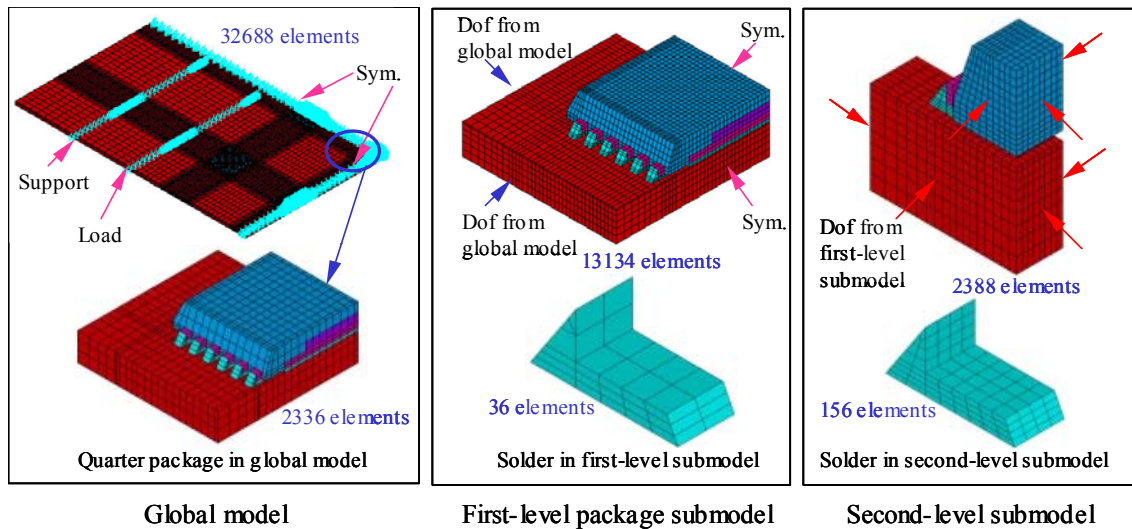 32688 elements
Sym.
Support
Load
2336 elements
Quarter package in global model
Global model
Dof from
global model
Sym.
Dof from
global model
Sym.
13134 elements
36 elements
Solder in first-level submodel
First-level package submodel
Dof from
first-level
submodel
2388 elements
156 elements
Solder in second-level submodel
Second-level submodel